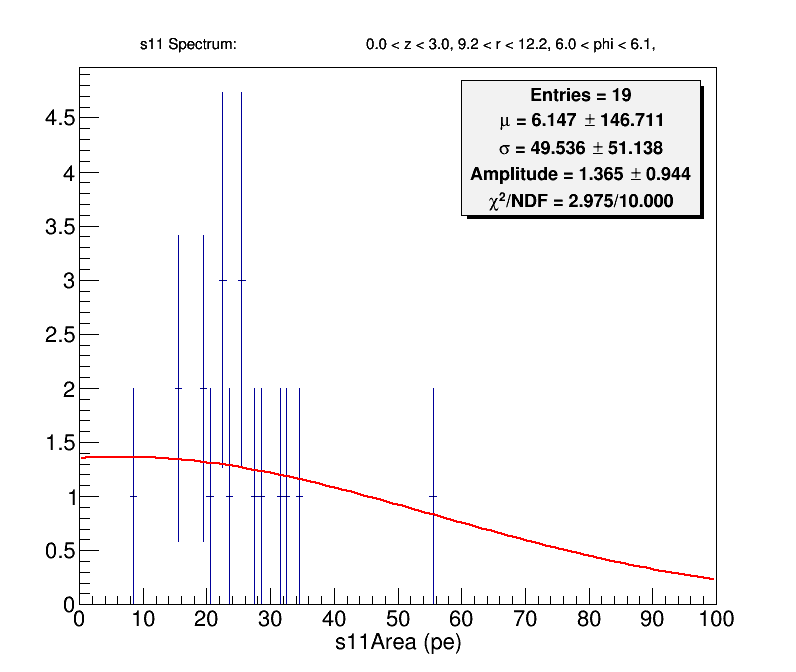 s11 Spectrum: 0.0 < z < 3.0, 9.2 < r < 12.2, 6.0 < phi < 6.1,
Entries = 19
μ = 6.147 ± 146.711
σ = 49.536 ± 51.138
Amplitude = 1.365 ± 0.944
χ²/NDF = 2.975/10.000
4.5
4
3.5
3
2.5
2
1.5
1
0.5
0
0 10 20 30 40 50 60 70 80 90 100
s11Area (pe)